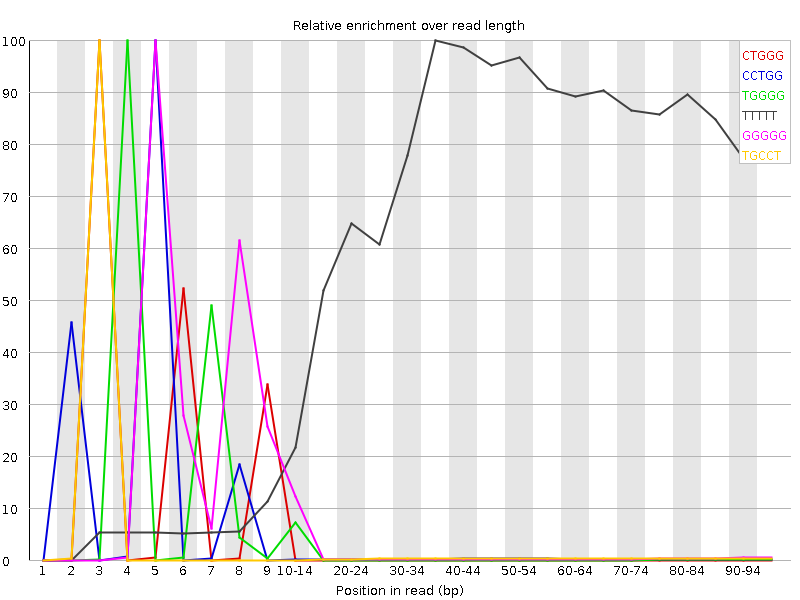 Relative enrichment over read length
100
90
80
70
60
50
40
30
20
10
0
CTGGG
CCTGG
TGGGG
TTTTT
GGGGG
TGCCT
1 2 3 4 5 6 7 8 9 10-14 20-24 30-34 40-44 50-54 60-64 70-74 80-84 90-94
Position in read (bp)